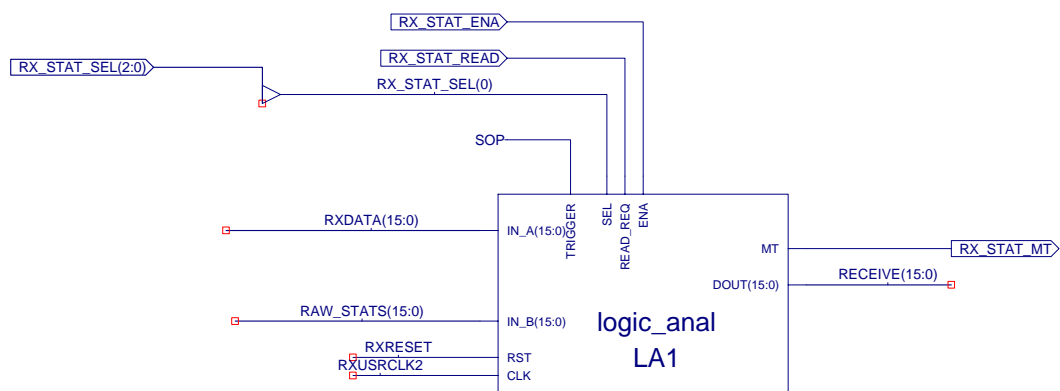 RX_STAT_ENA
RX_STAT_READ
RX_STAT_SEL(2:0)
RX_STAT_SEL(0)
SOP
TRIGGER
SEL
READ_REQ
ENA
RXDATA(15:0)
IN_A(15:0)
MT
RX_STAT_MT
DOUT(15:0)
RECEIVE(15:0)
RAW_STATS(15:0)
IN_B(15:0)
logic_anal
LA1
RXRESET
RST
RXUSRCLK2
CLK